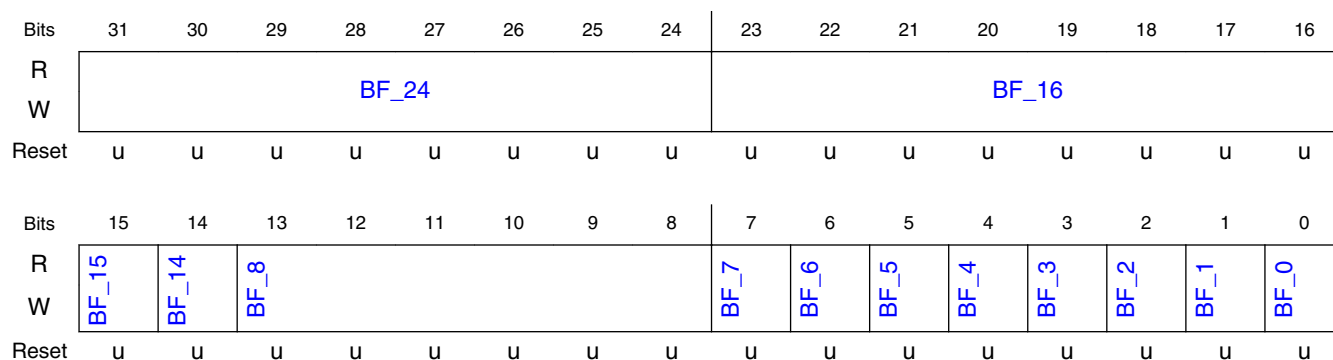 Bits 31 30 29 28 27 26 25 24 23 22 21 20 19 18 17 16
R
BF_24 BF_16
W
Reset u u u u u u u u u u u u u u u u
Bits 15 14 13 12 11 10 9 8 7 6 5 4 3 2 1 0
R
BF_15 BF_14 BF_8 BF_7 BF_6 BF_5 BF_4 BF_3 BF_2 BF_1 BF_0
W
Reset u u u u u u u u u u u u u u u u